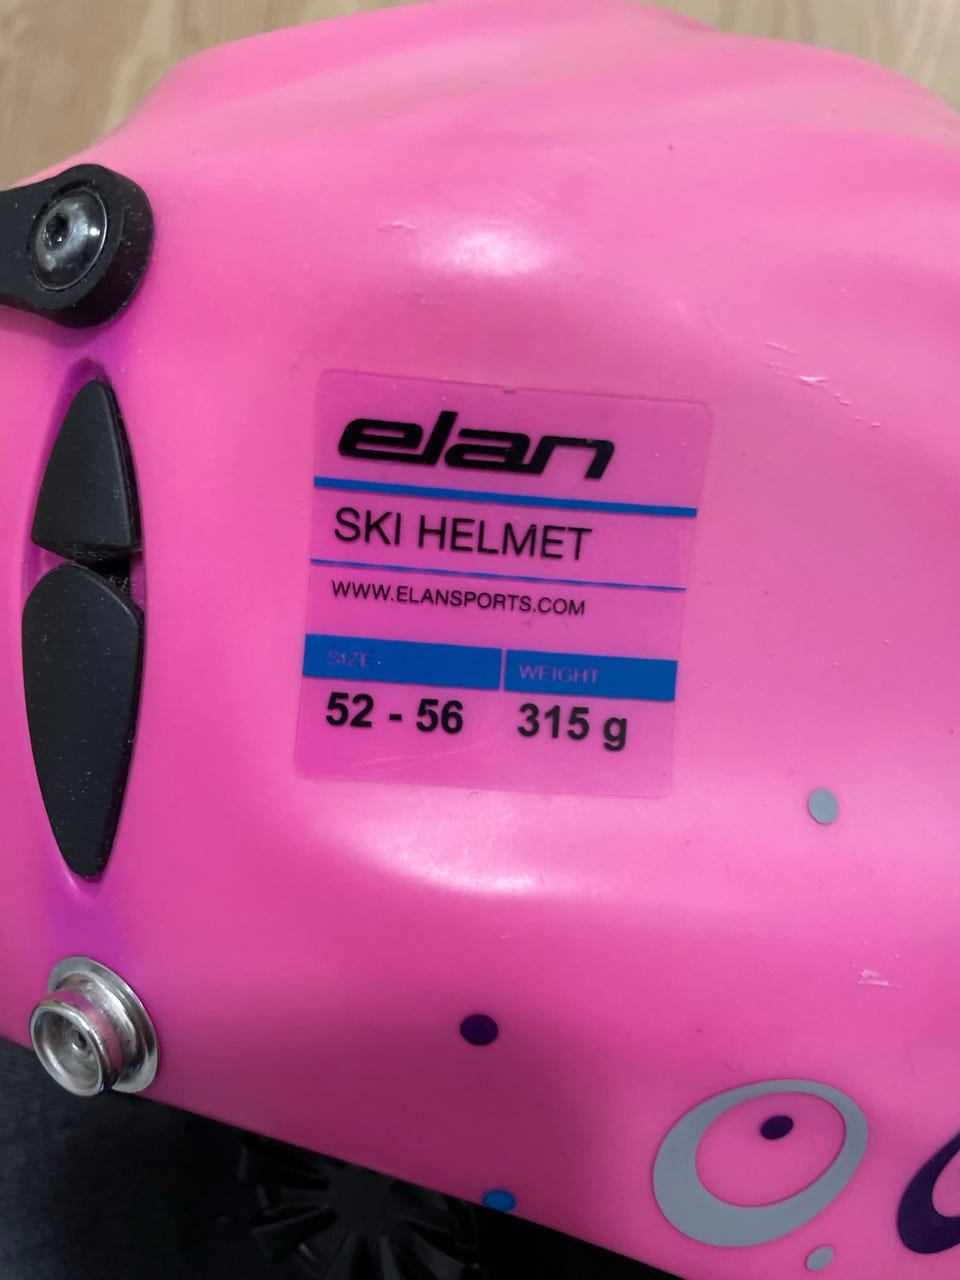 elan
SKI HELMET
WWW.ELANSPORTS.COM
SIZE WEIGHT
52 - 56 315 g